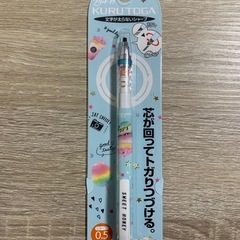 KURUTOGA
文字が太らないシャープ
芯が回ってトガりつづける。
SAY SMILE
SWEET HONEY
0.5